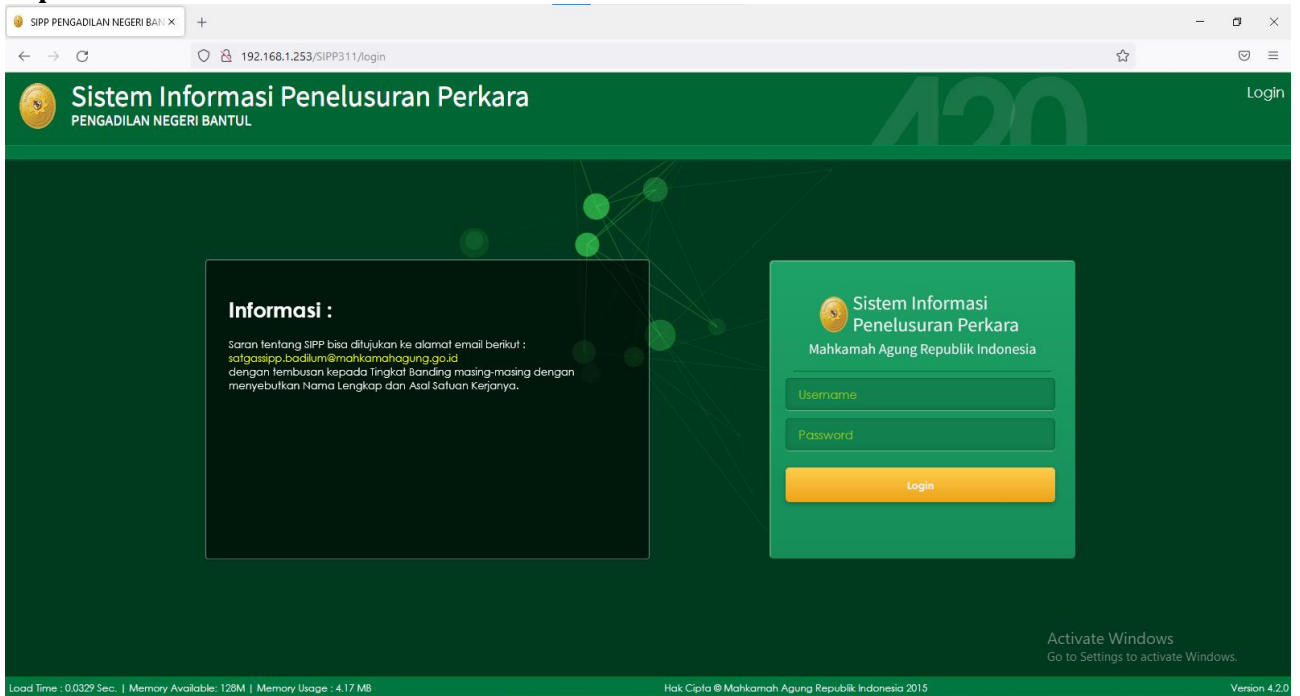 SIPP PENGADILAN NEGERI BAN
192.168.1.253/SIPP311/login
Sistem Informasi Penelusuran Perkara
PENGADILAN NEGERI BANTUL
420
Login
Informasi :
Saran tentang SIPP bisa ditujukan ke alamat email berikut :
satgassipp.badilum@mahkamahagung.go.id
dengan tembusan kepada Tingkat Banding masing-masing dengan
menyebutkan Nama Lengkap dan Asal Satuan Kerjanya.
Sistem Informasi
Penelusuran Perkara
Mahkamah Agung Republik Indonesia
Username
Password
Login
Activate Windows
Go to Settings to activate Windows.
Load Time : 0.0329 Sec. | Memory Available: 128M | Memory Usage : 4.17 MB
Hak Cipta @ Mahkamah Agung Republik Indonesia 2015
Version 4.2.0